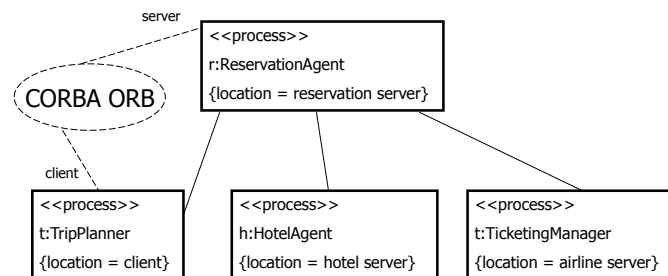 server
<<process>>
r:ReservationAgent
{location = reservation server}
CORBA ORB
client
<<process>>
t:TripPlanner
{location = client}
<<process>>
h:HotelAgent
{location = hotel server}
<<process>>
t:TicketingManager
{location = airline server}